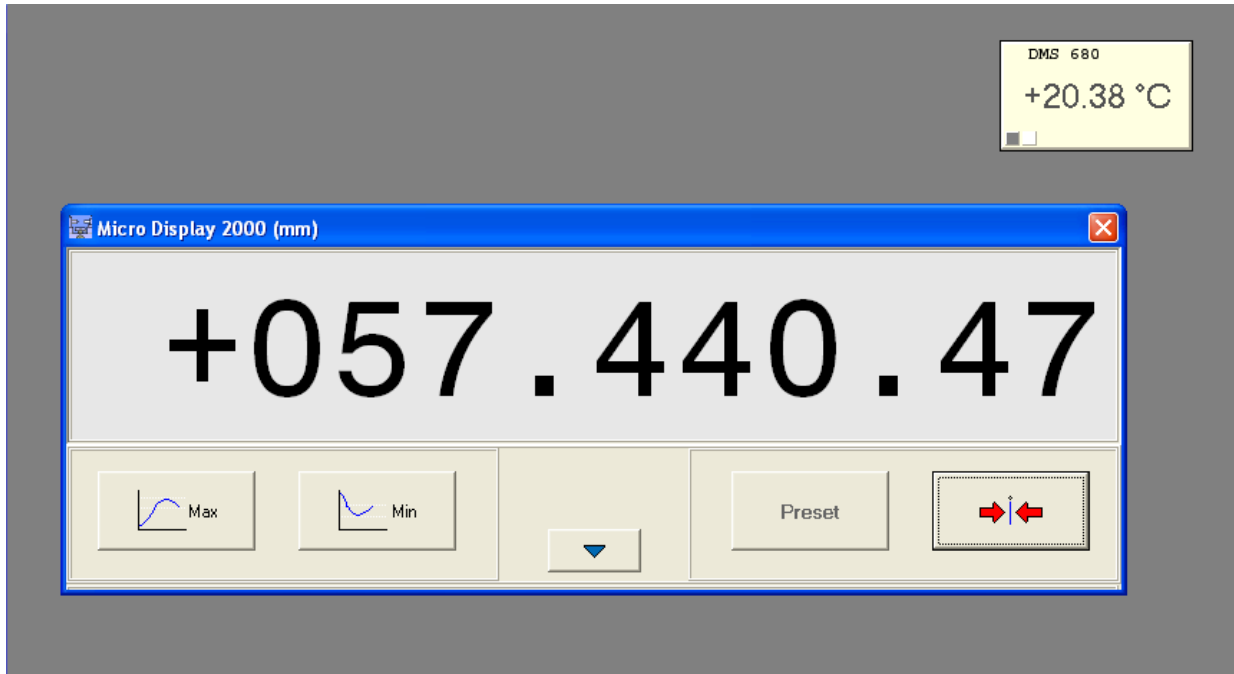 DMS 680
+20.38 °C
Micro Display 2000 (mm)
+057.440.47
Max
Min
Preset